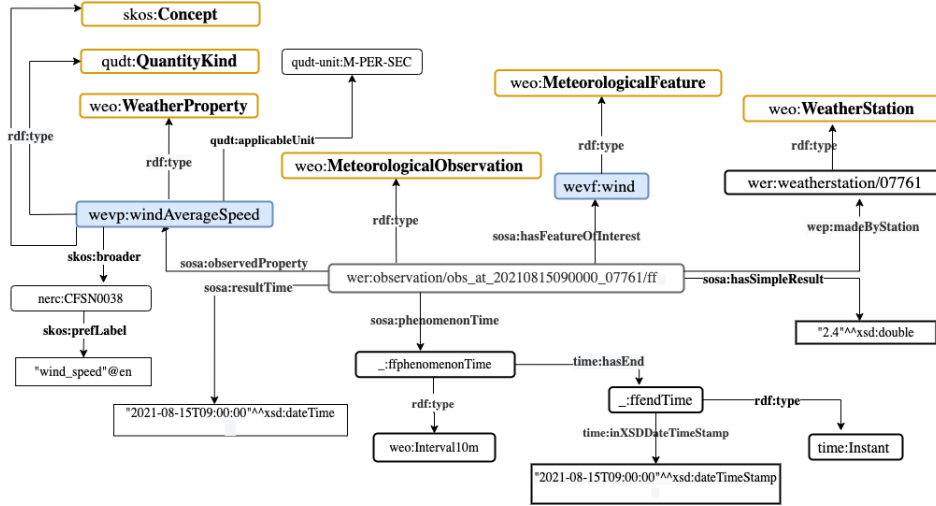 skos:Concept
qudt:QuantityKind
qudt-unit:M-PER-SEC
weo:MeteorologicalFeature
weo:WeatherProperty
weo:WeatherStation
rdf:type
qudt:applicableUnit
rdf:type
rdf:type
rdf:type
weo:MeteorologicalObservation
wevf:wind
wer:weatherstation/07761
wevp:windAverageSpeed
rdf:type
wep:madeByStation
sosa:hasFeatureOfInterest
skos:broader
sosa:observedProperty
wer:observation/obs_at_20210815090000_07761/ff
sosa:hasSimpleResult
sosa:resultTime
nerc:CFSN0038
sosa:phenomenonTime
skos:prefLabel
"2.4"^^xsd:double
"wind_speed"@en
_:ffphenomenonTime
time:hasEnd
rdf:type
_:ffendTime
rdf:type
"2021-08-15T09:00:00"^^xsd:dateTime
time:inXSDDateTimeStamp
weo:Interval10m
time:Instant
"2021-08-15T09:00:00"^^xsd:dateTimeStamp